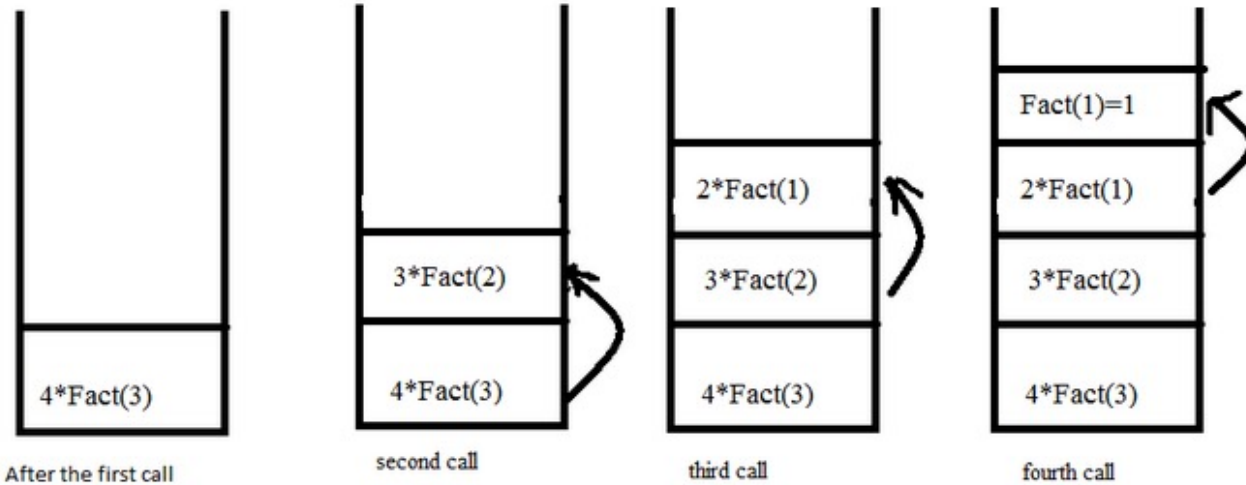 4*Fact(3)
After the first call
3*Fact(2)
4*Fact(3)
second call
2*Fact(1)
3*Fact(2)
4*Fact(3)
third call
Fact(1)=1
2*Fact(1)
3*Fact(2)
4*Fact(3)
fourth call